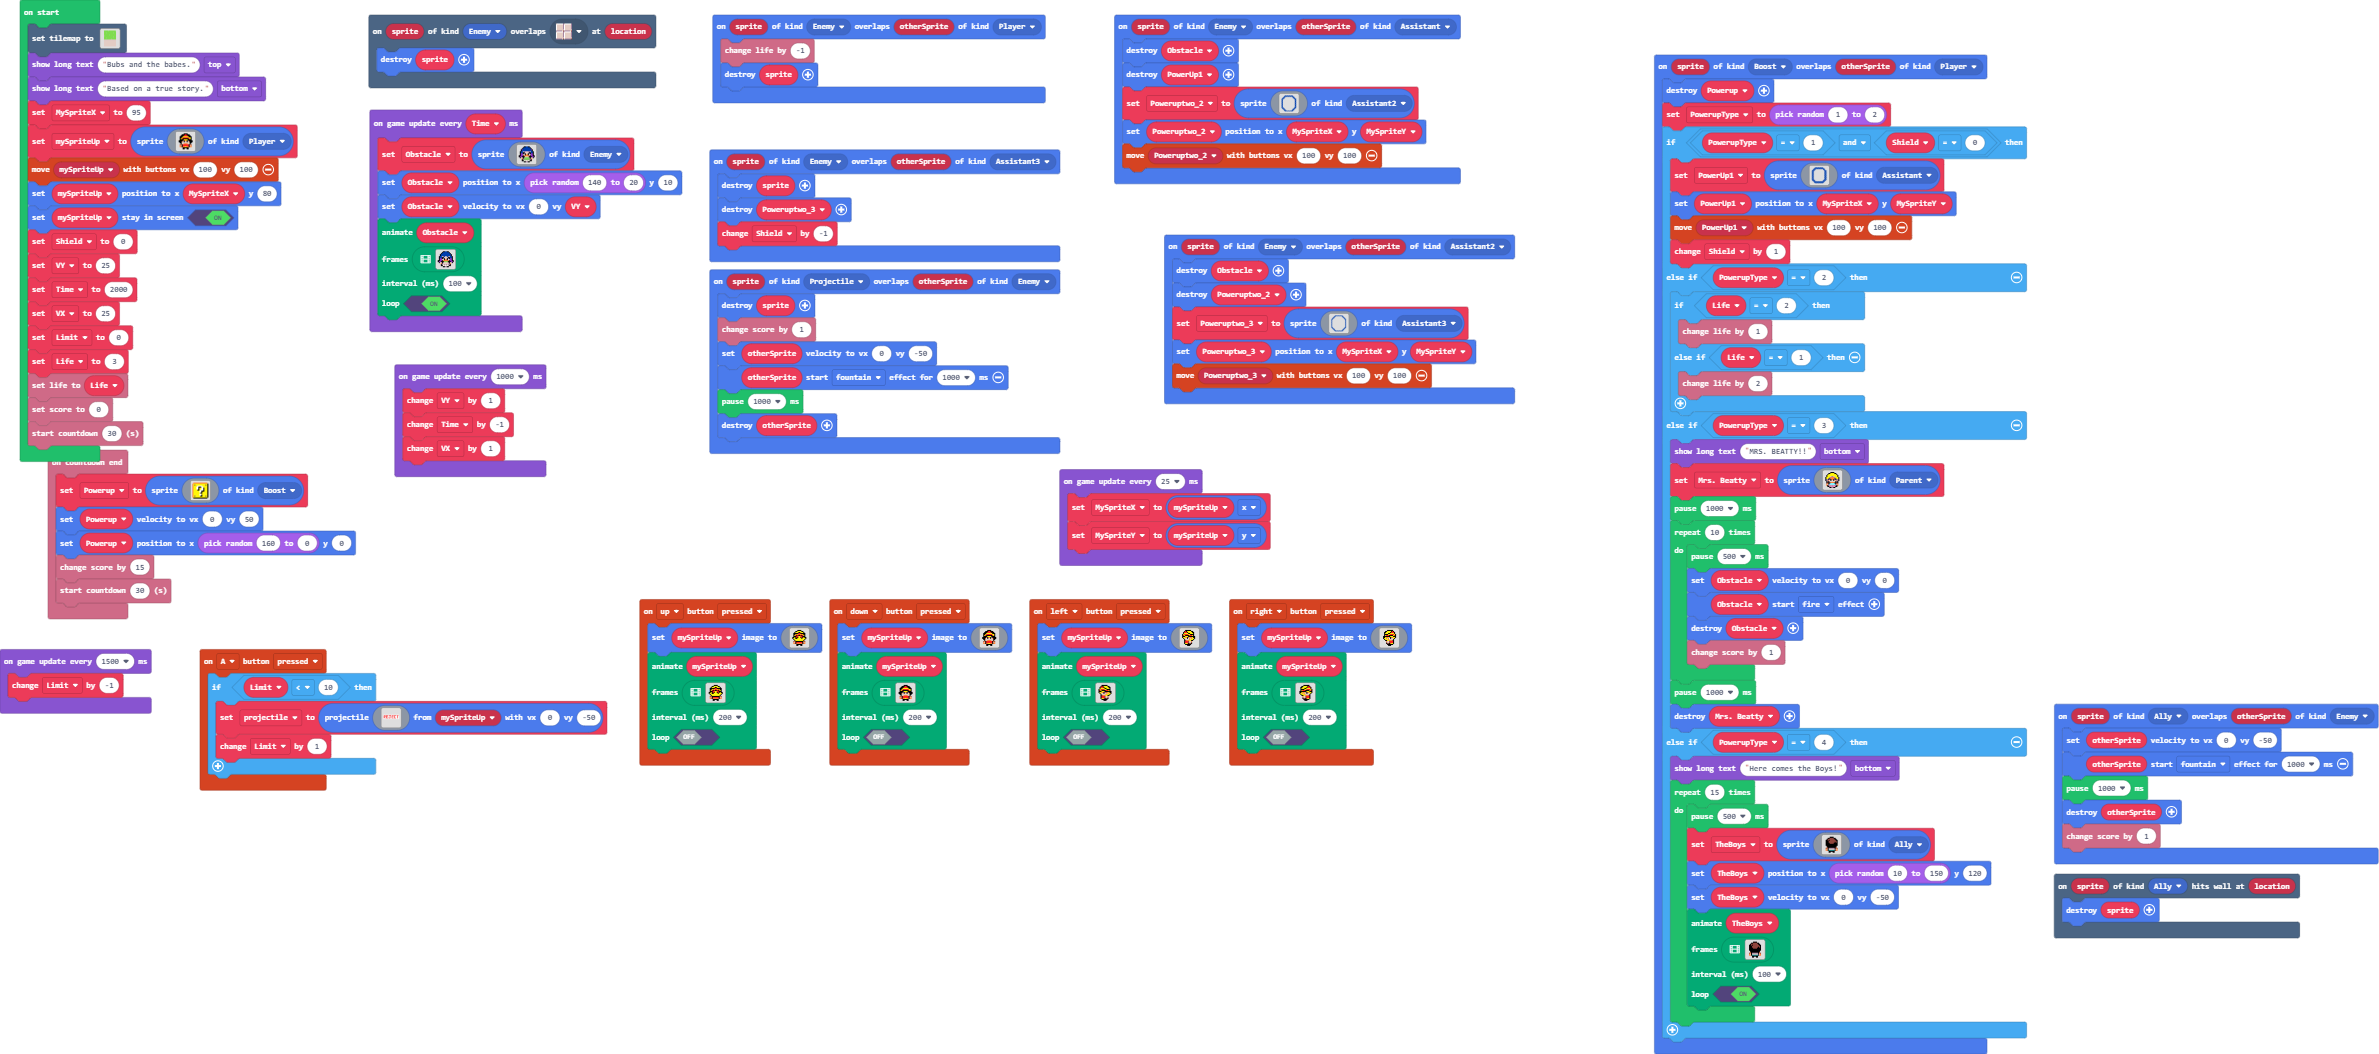 on start
set tilemap to
show long text "Bubs and the babes." top
show long text "Based on a true story." bottom
set MySpriteX to 95
set mySpriteUp to sprite of kind Player
move mySpriteUp with buttons vx 100 vy 100
set mySpriteUp position to x MySpriteX y 80
set mySpriteUp stay in screen ON
set Shield to 0
set VY to 25
set Time to 2000
set VX to 25
set Limit to 0
set Life to 3
set life to Life
set score to 0
start countdown 30 (s)
on countdown end
set Powerup to sprite of kind Boost
set Powerup velocity to vx 0 vy 50
set Powerup position to x pick random 160 to 0 y 0
change score by 15
start countdown 30 (s)
on game update every 1500 ms
change Limit by -1
on A button pressed
if Limit < 10 then
set projectile to projectile from mySpriteUp with vx 0 vy -50
change Limit by 1
on sprite of kind Enemy overlaps at location
destroy sprite
on game update every Time ms
set Obstacle to sprite of kind Enemy
set Obstacle position to x pick random 140 to 20 y 10
set Obstacle velocity to vx 0 vy VY
animate Obstacle
frames
interval (ms) 100
loop ON
on game update every 1000 ms
change VY by 1
change Time by -1
change VX by 1
on sprite of kind Enemy overlaps otherSprite of kind Player
change life by -1
destroy sprite
on sprite of kind Enemy overlaps otherSprite of kind Assistant3
destroy sprite
destroy Poweruptwo_3
change Shield by -1
on sprite of kind Projectile overlaps otherSprite of kind Enemy
destroy sprite
change score by 1
set otherSprite velocity to vx 0 vy -50
otherSprite start fountain effect for 1000 ms
pause 1000 ms
destroy otherSprite
on sprite of kind Enemy overlaps otherSprite of kind Assistant
destroy Obstacle
destroy PowerUp1
set Poweruptwo_2 to sprite of kind Assistant2
set Poweruptwo_2 position to x MySpriteX y MySpriteY
move Poweruptwo_2 with buttons vx 100 vy 100
on sprite of kind Enemy overlaps otherSprite of kind Assistant2
destroy Obstacle
destroy Poweruptwo_2
set Poweruptwo_3 to sprite of kind Assistant3
set Poweruptwo_3 position to x MySpriteX y MySpriteY
move Poweruptwo_3 with buttons vx 100 vy 100
on game update every 25 ms
set MySpriteX to mySpriteUp x
set MySpriteY to mySpriteUp y
on up button pressed
set mySpriteUp image to
animate mySpriteUp
frames
interval (ms) 200
loop OFF
on down button pressed
set mySpriteUp image to
animate mySpriteUp
frames
interval (ms) 200
loop OFF
on left button pressed
set mySpriteUp image to
animate mySpriteUp
frames
interval (ms) 200
loop OFF
on right button pressed
set mySpriteUp image to
animate mySpriteUp
frames
interval (ms) 200
loop OFF
on sprite of kind Boost overlaps otherSprite of kind Player
destroy Powerup
set PowerupType to pick random 1 to 2
if PowerupType = 1 and Shield = 0 then
set PowerUp1 to sprite of kind Assistant
set PowerUp1 position to x MySpriteX y MySpriteY
move PowerUp1 with buttons vx 100 vy 100
change Shield by 1
else if PowerupType = 2 then
if Life = 2 then
change life by 1
else if Life = 1 then
change life by 2
else if PowerupType = 3 then
show long text "MRS. BEATTY!!" bottom
set Mrs. Beatty to sprite of kind Parent
pause 1000 ms
repeat 10 times
do pause 500 ms
set Obstacle velocity to vx 0 vy 0
Obstacle start fire effect
destroy Obstacle
change score by 1
pause 1000 ms
destroy Mrs. Beatty
else if PowerupType = 4 then
show long text "Here comes the Boys!" bottom
repeat 15 times
do pause 500 ms
set TheBoys to sprite of kind Ally
set TheBoys position to x pick random 10 to 150 y 120
set TheBoys velocity to vx 0 vy -50
animate TheBoys
frames
interval (ms) 100
loop ON
on sprite of kind Ally overlaps otherSprite of kind Enemy
set otherSprite velocity to vx 0 vy -50
otherSprite start fountain effect for 1000 ms
pause 1000 ms
destroy otherSprite
change score by 1
on sprite of kind Ally hits wall at location
destroy sprite